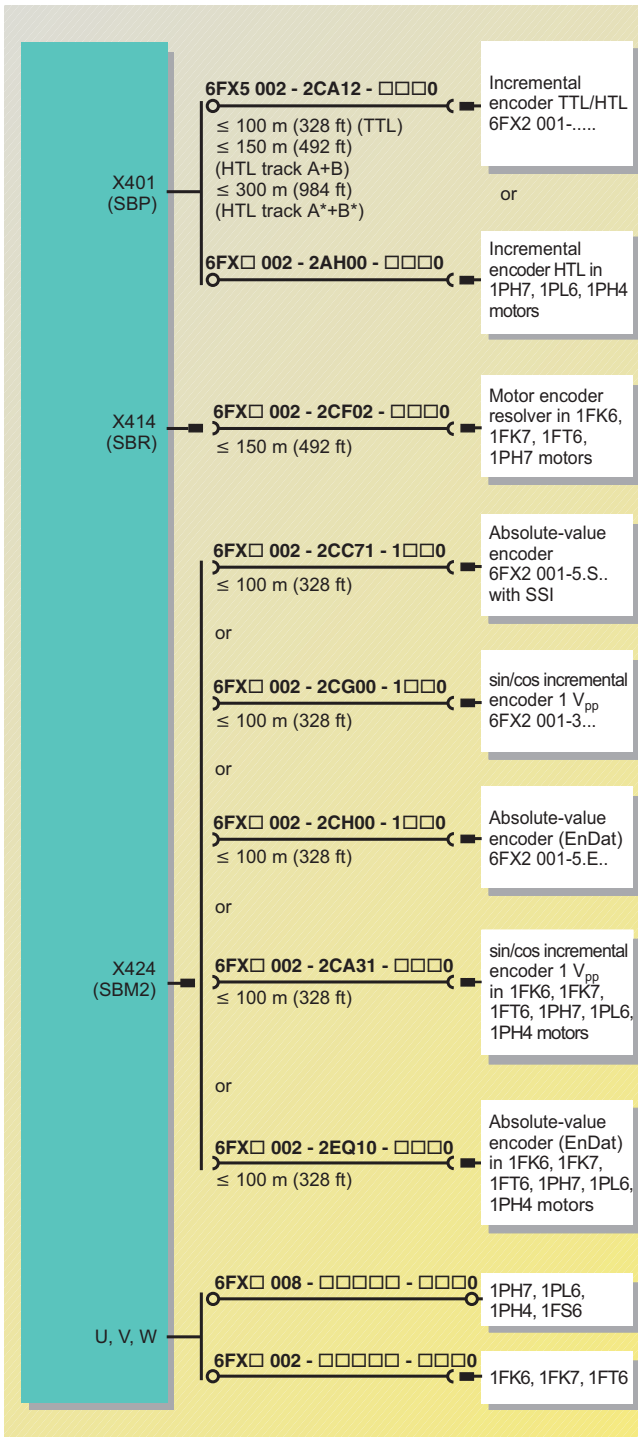 6FX5 002 - 2CA12 - □□□0
≤ 100 m (328 ft) (TTL)
≤ 150 m (492 ft)
(HTL track A+B)
≤ 300 m (984 ft)
(HTL track A*+B*)
Incremental
encoder TTL/HTL
6FX2 001-.....
or
X401
(SBP)
6FX□ 002 - 2AH00 - □□□0
Incremental
encoder HTL in
1PH7, 1PL6, 1PH4
motors
X414
(SBR)
6FX□ 002 - 2CF02 - □□□0
≤ 150 m (492 ft)
Motor encoder
resolver in 1FK6,
1FK7, 1FT6,
1PH7 motors
6FX□ 002 - 2CC71 - 1□□0
≤ 100 m (328 ft)
Absolute-value
encoder
6FX2 001-5.S..
with SSI
or
6FX□ 002 - 2CG00 - 1□□0
≤ 100 m (328 ft)
sin/cos incremental
encoder 1 Vpp
6FX2 001-3...
or
6FX□ 002 - 2CH00 - 1□□0
≤ 100 m (328 ft)
Absolute-value
encoder (EnDat)
6FX2 001-5.E..
or
X424
(SBM2)
6FX□ 002 - 2CA31 - □□□0
≤ 100 m (328 ft)
sin/cos incremental
encoder 1 Vpp
in 1FK6, 1FK7,
1FT6, 1PH7, 1PL6,
1PH4 motors
or
6FX□ 002 - 2EQ10 - □□□0
≤ 100 m (328 ft)
Absolute-value
encoder (EnDat)
in 1FK6, 1FK7,
1FT6, 1PH7, 1PL6,
1PH4 motors
U, V, W
6FX□ 008 - □□□□□ - □□□0
1PH7, 1PL6,
1PH4, 1FS6
6FX□ 002 - □□□□□ - □□□0
1FK6, 1FK7, 1FT6